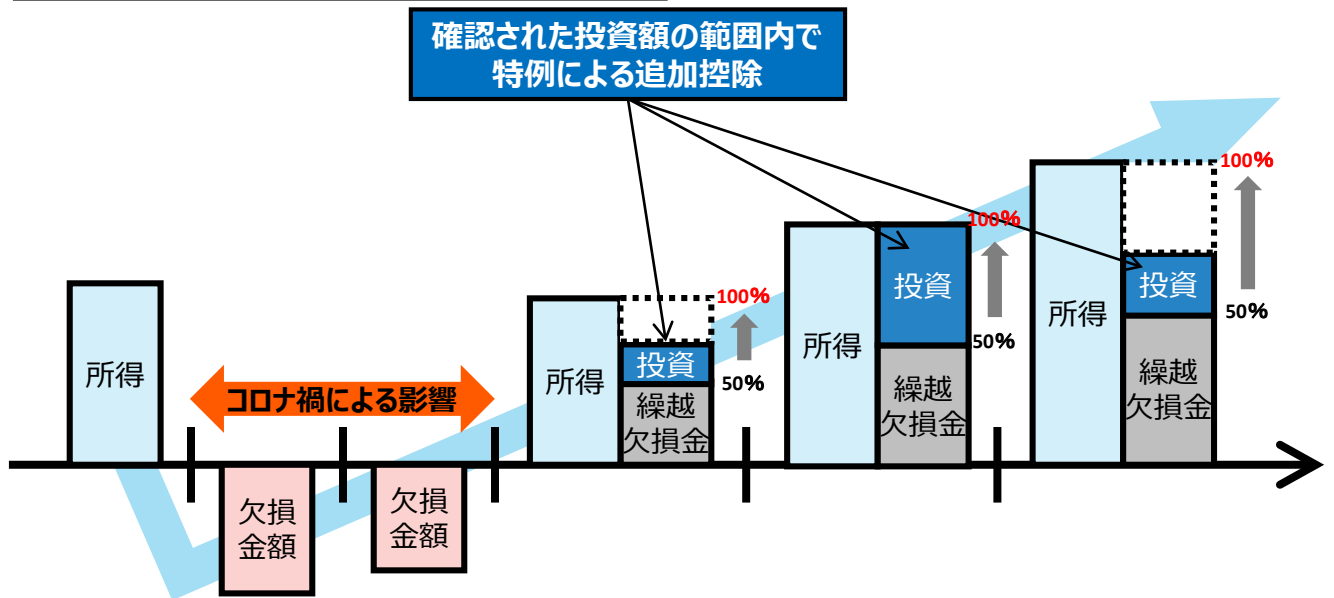 確認された投資額の範囲内で
特例による追加控除
所得
コロナ禍による影響
欠損
金額
欠損
金額
所得
投資
繰越
欠損金
100%
50%
所得
投資
繰越
欠損金
100%
50%
所得
投資
繰越
欠損金
100%
50%